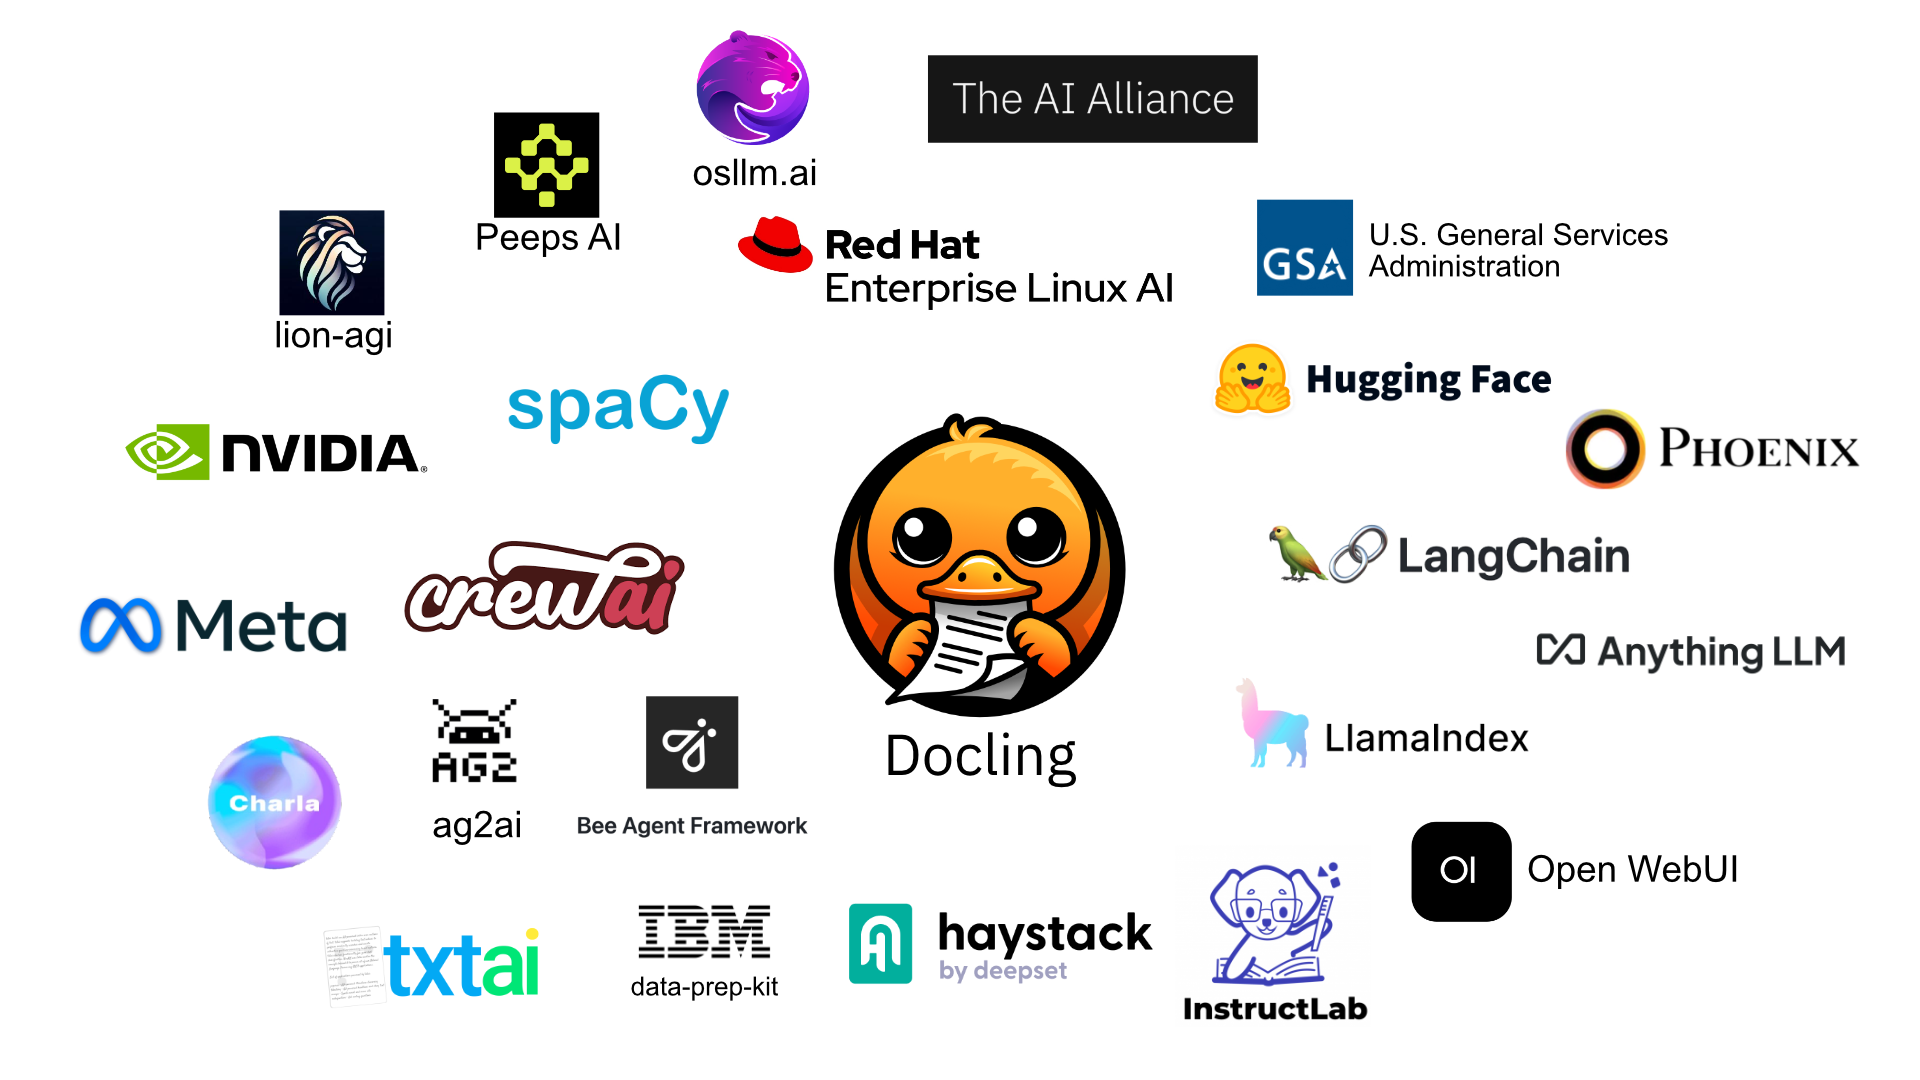 The AI Alliance
osllm.ai
Peeps AI
lion-agi
Red Hat
Enterprise Linux AI
GSA
U.S. General Services
Administration
Hugging Face
spaCy
NVIDIA®
PHOENIX
LangChain
crewai
Meta
Anything LLM
LlamaIndex
Docling
AG2
ag2ai
Bee Agent Framework
Charla
OI
Open WebUI
txtai
IBM
data-prep-kit
haystack
by deepset
InstructLab